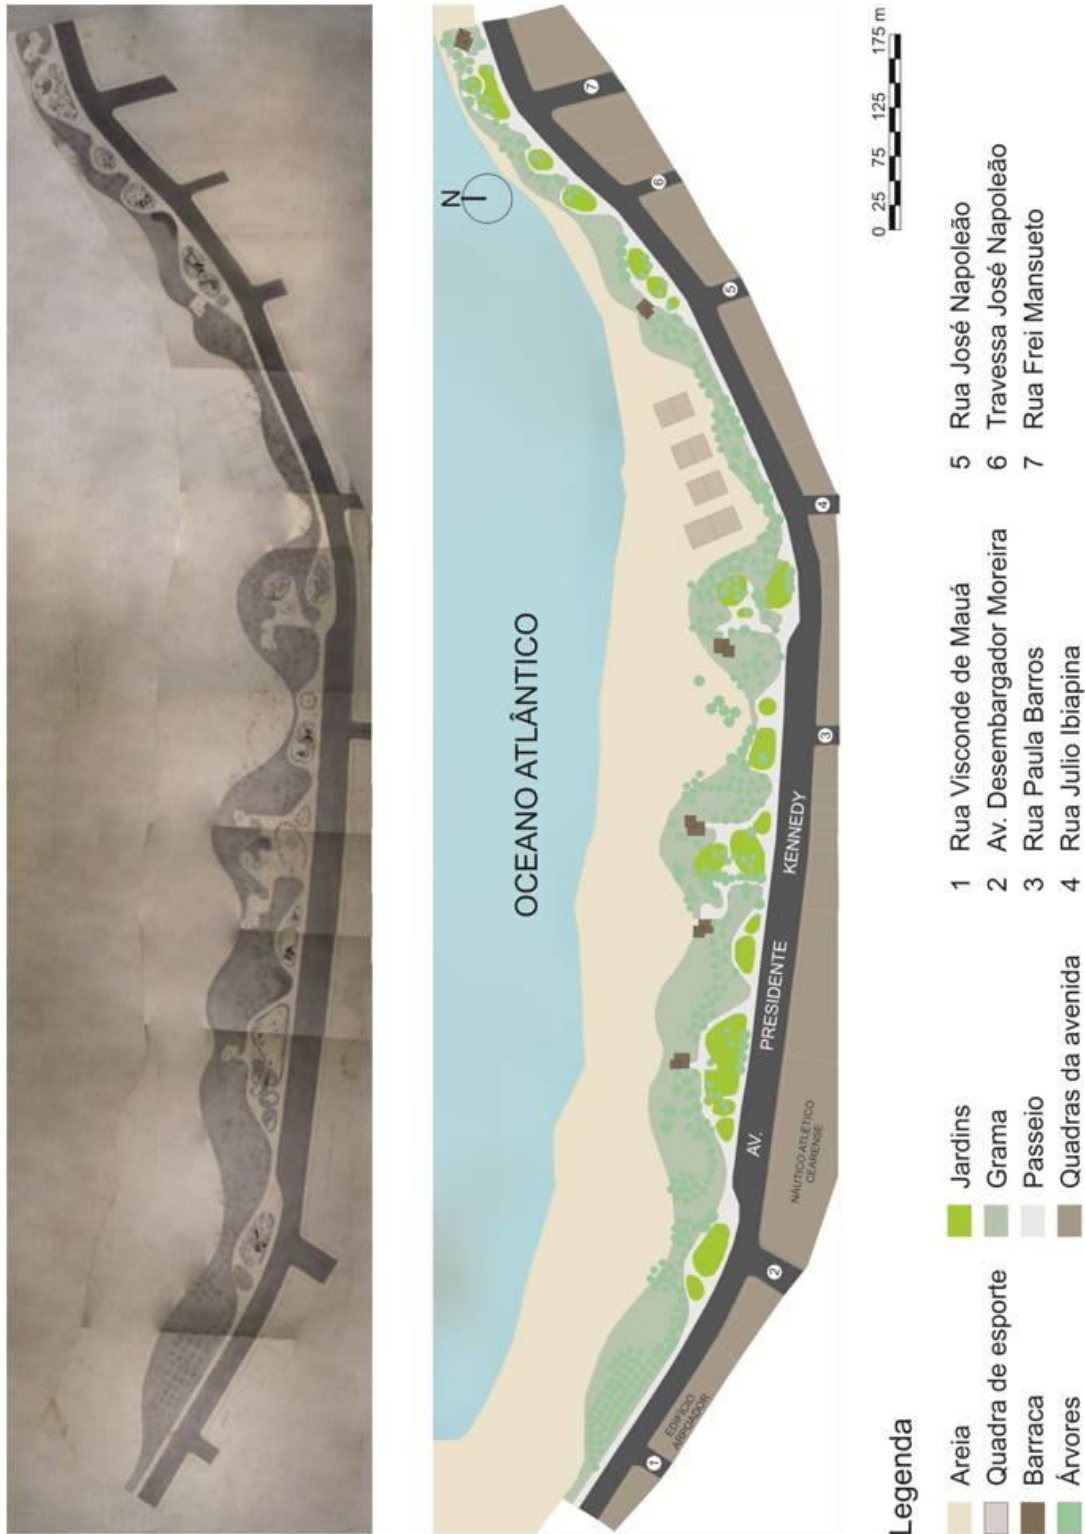 N
OCEANO ATLÂNTICO
AV.
PRESIDENTE
KENNEDY
EDIFÍCIO
ARPOADOR
NÁUTICO ATLÉTICO
CEARENSE
1
2
3
4
5
6
7
0 25 75 125 175 m
Legenda
Areia
Quadra de esporte
Barraca
Árvores
Jardins
Grama
Passeio
Quadras da avenida
1 Rua Visconde de Mauá
2 Av. Desembargador Moreira
3 Rua Paula Barros
4 Rua Julio Ibiapina
5 Rua José Napoleão
6 Travessa José Napoleão
7 Rua Frei Mansueto